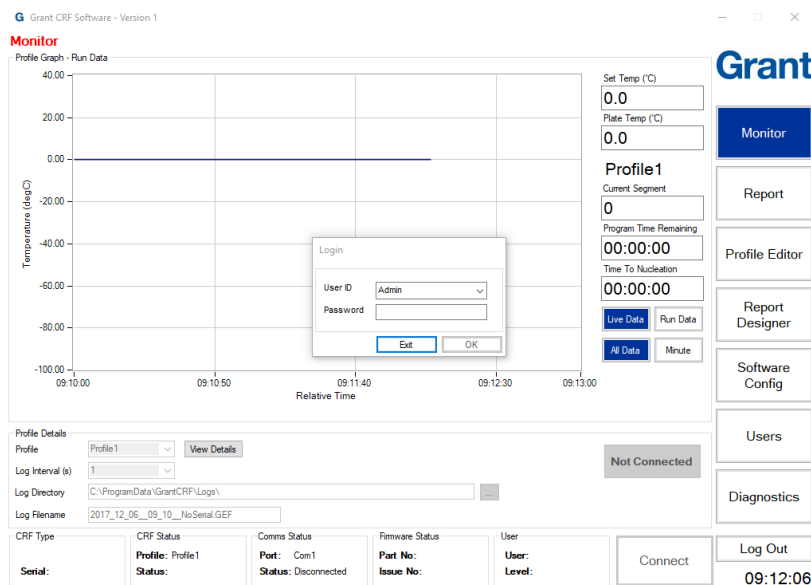 G Grant CRF Software - Version 1
Monitor
Profile Graph - Run Data
40.00
20.00
0.00
-20.00
-40.00
-60.00
-80.00
-100.00
Temperature (degC)
09:10:00 09:10:50 09:11:40 09:12:30 09:13:00
Relative Time
Login
User ID Admin
Password
Exit OK
Set Temp (°C)
0.0
Plate Temp (°C)
0.0
Profile1
Current Segment
0
Program Time Remaining
00:00:00
Time To Nucleation
00:00:00
Live Data Run Data
All Data Minute
Grant
Monitor
Report
Profile Editor
Report
Designer
Software
Config
Users
Diagnostics
Log Out
09:12:06
Profile Details
Profile Profile1 View Details
Log Interval (s) 1
Log Directory C:\ProgramData\GrantCRF\Logs\ ...
Log Filename 2017_12_06__09_10__NoSerial.GEF
Not Connected
CRF Type
Serial:
CRF Status
Profile: Profile1
Status:
Comms Status
Port: Com1
Status: Disconnected
Firmware Status
Part No:
Issue No:
User
User:
Level:
Connect